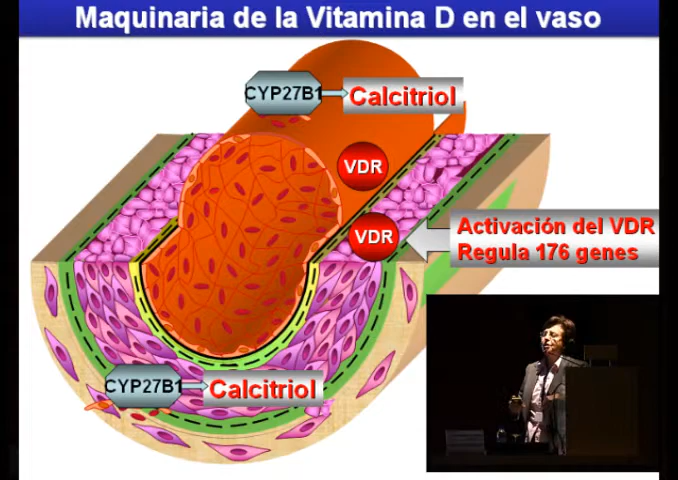 Maquinaria de la Vitamina D en el vaso
CYP27B1
Calcitriol
VDR
VDR
Activación del VDR
Regula 176 genes
CYP27B1
Calcitriol